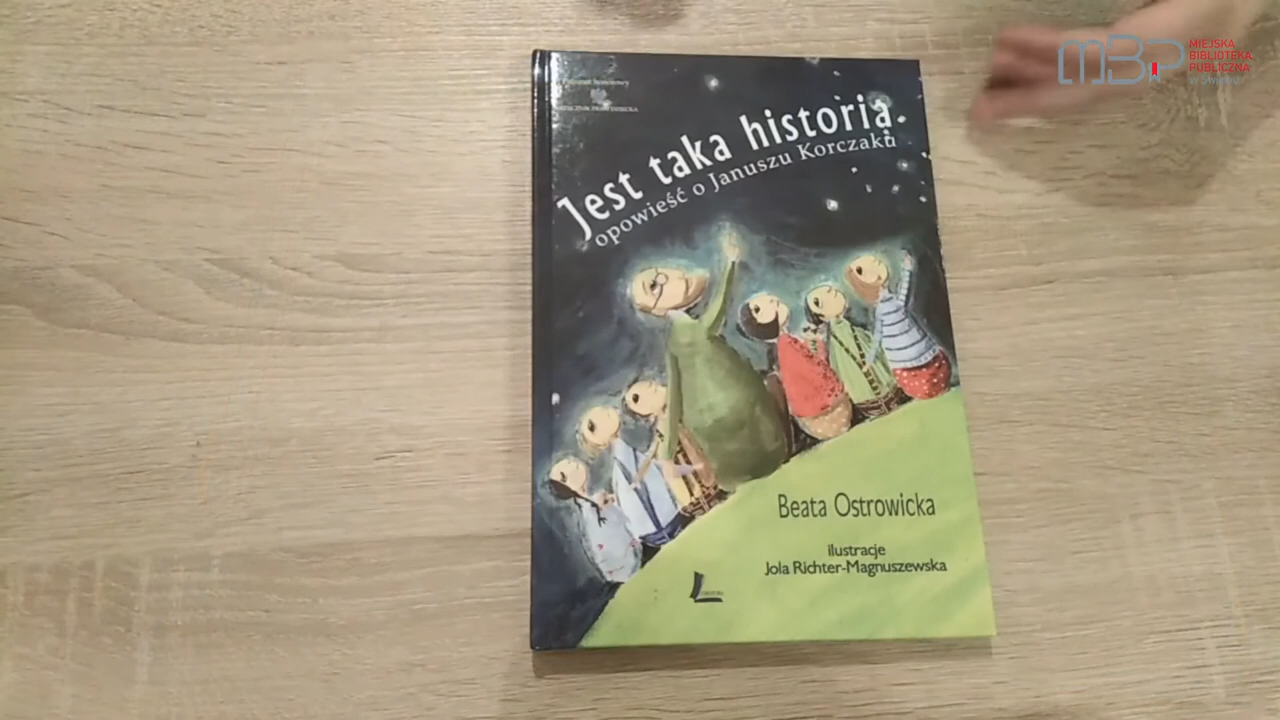 Jest taka historia.
opowieść o Januszu Korczaku
Beata Ostrowicka
ilustracje
Jola Richter-Magnuszewska
MBP
MIEJSKA
BIBLIOTEKA
PUBLICZNA